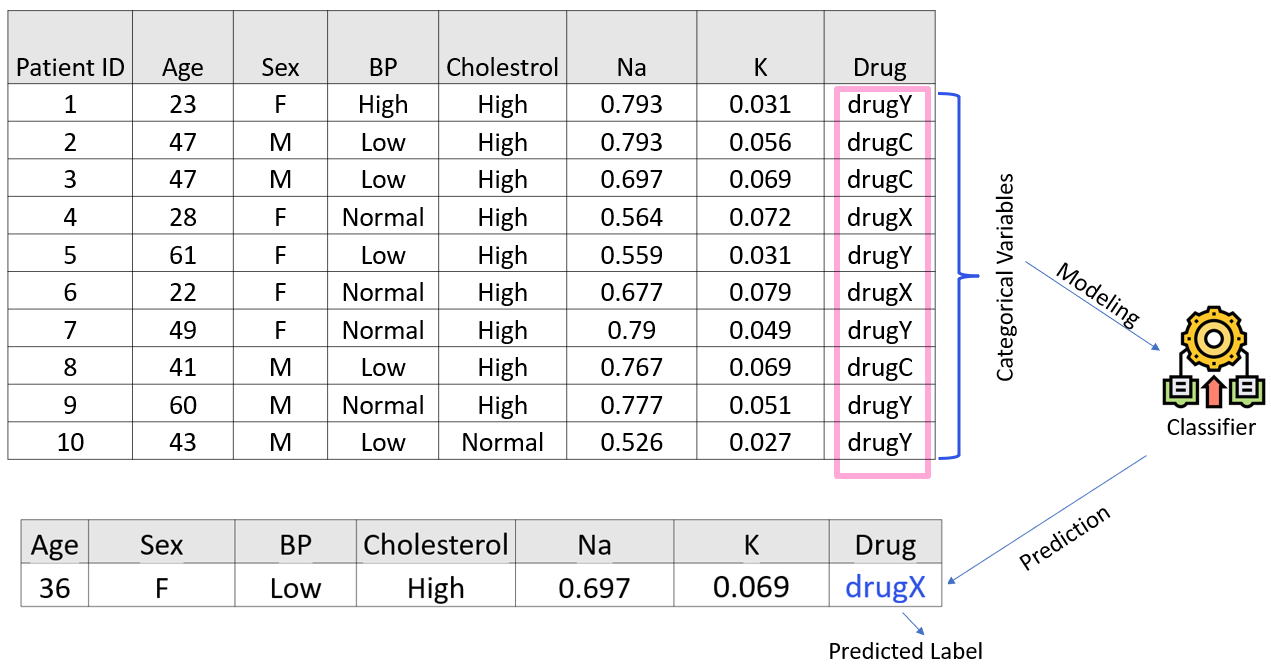 Patient ID Age Sex BP Cholestrol Na K Drug
1 23 F High High 0.793 0.031 drugY
2 47 M Low High 0.793 0.056 drugC
3 47 M Low High 0.697 0.069 drugC
4 28 F Normal High 0.564 0.072 drugX
5 61 F Low High 0.559 0.031 drugY
6 22 F Normal High 0.677 0.079 drugX
7 49 F Normal High 0.79 0.049 drugY
8 41 M Low High 0.767 0.069 drugC
9 60 M Normal High 0.777 0.051 drugY
10 43 M Low Normal 0.526 0.027 drugY
Categorical Variables
Modeling
Classifier
Prediction
Age Sex BP Cholesterol Na K Drug
36 F Low High 0.697 0.069 drugX
Predicted Label